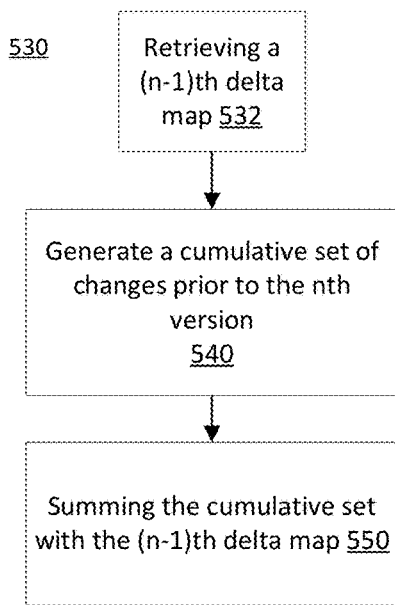 530
Retrieving a
(n-1)th delta
map 532
Generate a cumulative set of
changes prior to the nth
version
540
Summing the cumulative set
with the (n-1)th delta map 550